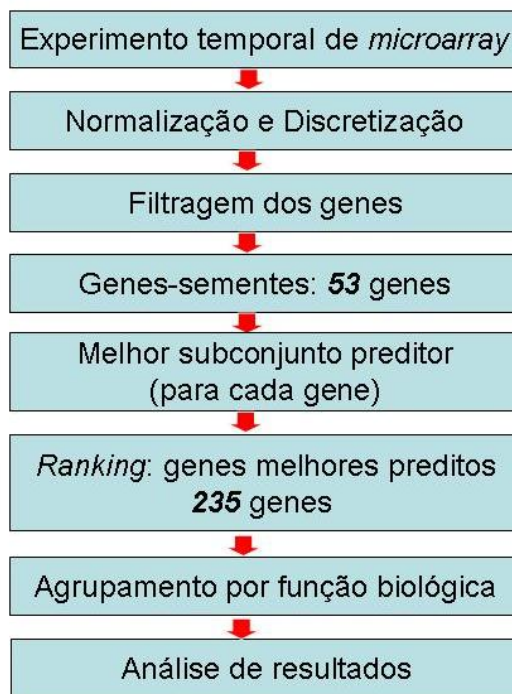 Experimento temporal de microarray
Normalização e Discretização
Filtragem dos genes
Genes-sementes: 53 genes
Melhor subconjunto preditor
(para cada gene)
Ranking: genes melhores preditos
235 genes
Agrupamento por função biológica
Análise de resultados